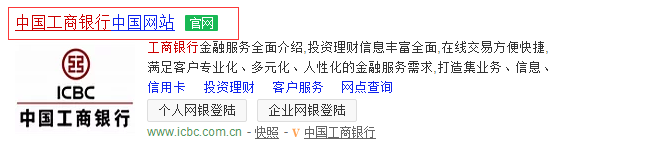 中国工商银行中国网站 官网
工商银行金融服务全面介绍,投资理财信息丰富全面,在线交易方便快捷,
满足客户专业化、多元化、人性化的金融服务需求,打造集业务、信息、
信用卡 投资理财 客户服务 网点查询
ICBC
中国工商银行
个人网银登陆 企业网银登陆
www.icbc.com.cn - 快照 - V 中国工商银行